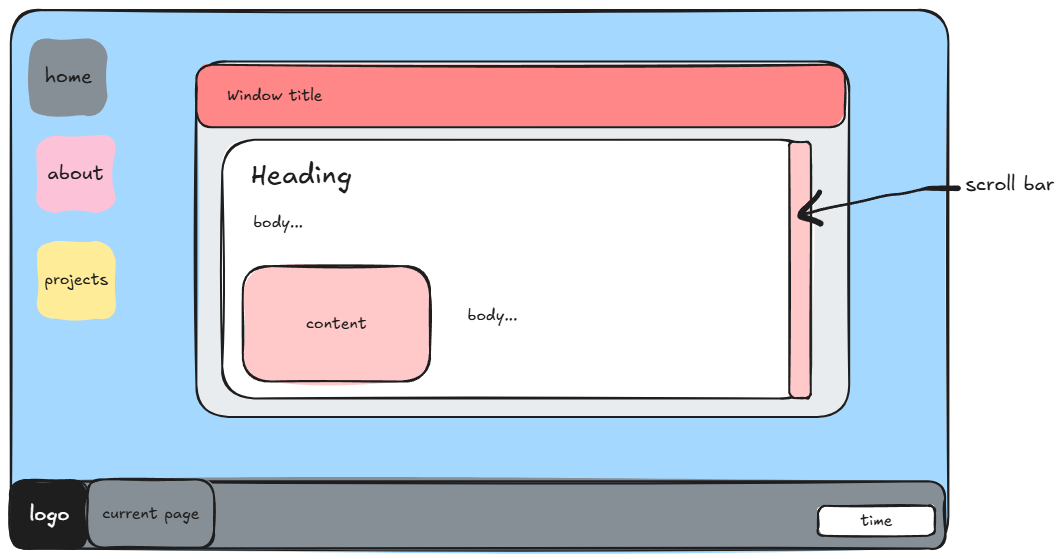 home
about
projects
Window title
Heading
body...
content
body...
scroll bar
logo
current page
time